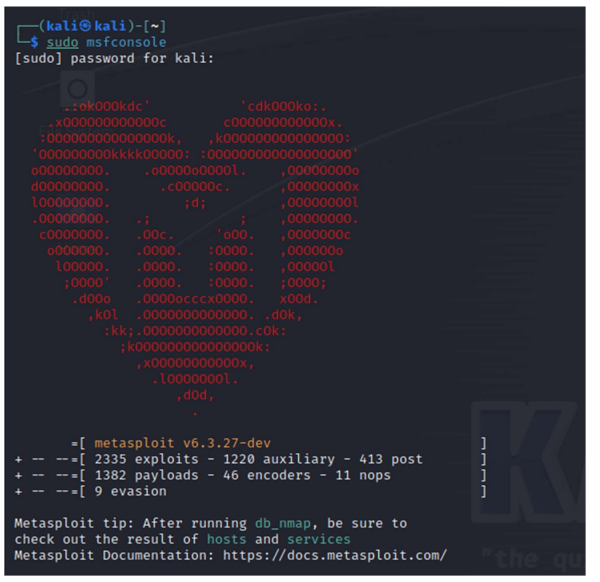 ┌──(kali㉿kali)-[~]
└─$ sudo msfconsole
[sudo] password for kali:
.:okOOOkdc'           'cdkOOOko:.
.xOOOOOOOOOOOOc       cOOOOOOOOOOOOx.
:OOOOOOOOOOOOOOOk,   ,kOOOOOOOOOOOOOOO:
'OOOOOOOOOkkkkOOOOO: :OOOOOOOOOOOOOOOOOO'
oOOOOOOOO.    .oOOOOoOOOOl.    ,OOOOOOOOo
dOOOOOOOO.      .cOOOOOc.      ,OOOOOOOOx
lOOOOOOOO.         ;d;         ,OOOOOOOOl
.OOOOOOOO.   .;           ;    ,OOOOOOOO.
cOOOOOOO.   .OOc.     'oOO.   ,OOOOOOOc
oOOOOOO.   .OOOO.   :OOOO.   ,OOOOOOo
lOOOOO.   .OOOO.   :OOOO.   ,OOOOOl
;OOOO'   .OOOO.   :OOOO.   ;OOOO;
.dOOo   .OOOOocccxOOOO.   xOOd.
,kOl  .OOOOOOOOOOOOO. .dOk,
:kk;.OOOOOOOOOOOOO.cOk:
;kOOOOOOOOOOOOOOOk:
,xOOOOOOOOOOOx,
.lOOOOOOOl.
,dOd,
.
=[ metasploit v6.3.27-dev                          ]
+ -- --=[ 2335 exploits - 1220 auxiliary - 413 post       ]
+ -- --=[ 1382 payloads - 46 encoders - 11 nops           ]
+ -- --=[ 9 evasion                                       ]
Metasploit tip: After running db_nmap, be sure to
check out the result of hosts and services
Metasploit Documentation: https://docs.metasploit.com/
"the qu